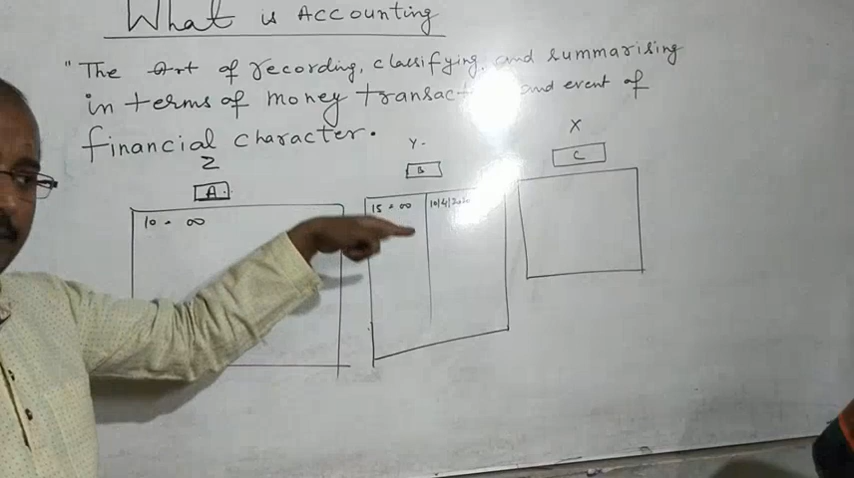 What is Accounting
"The Art of recording, classifying, and summarising
in terms of money and event of
financial character.
Z
Y.
X
A.
B
C
10 = 00
15 = 00
10/4/2020